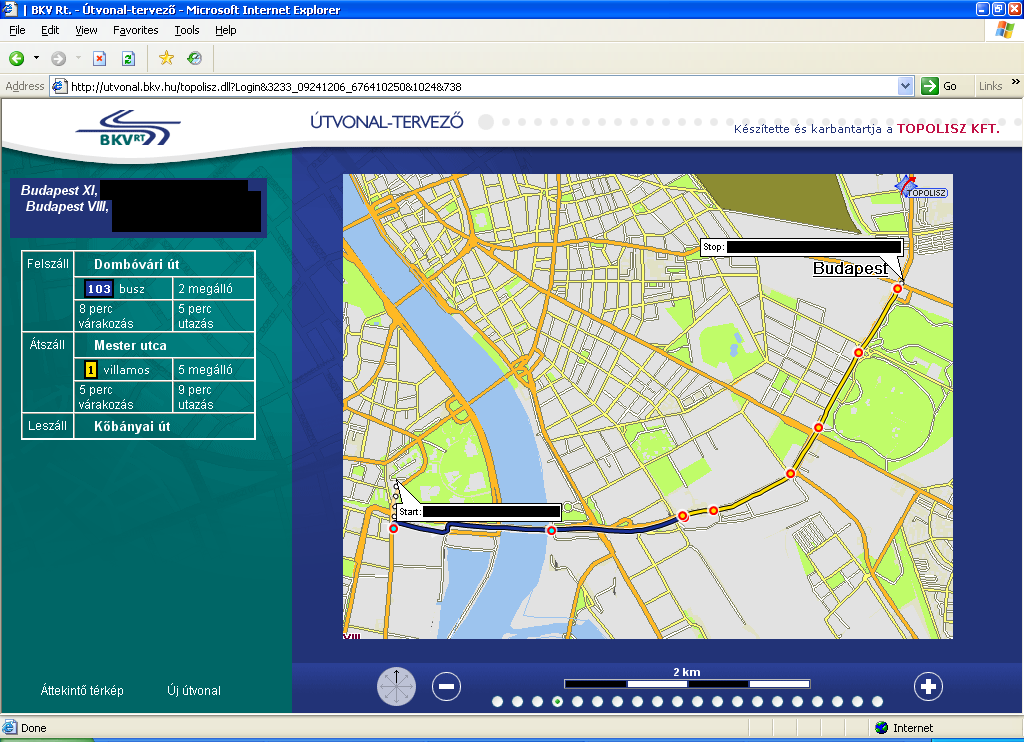 | BKV Rt. - Útvonal-tervező - Microsoft Internet Explorer
File Edit View Favorites Tools Help
Address http://utvonal.bkv.hu/topolisz.dll?Login&3233_09241206_676410250&1024&738 Go Links »
BKV RT
ÚTVONAL-TERVEZŐ
Készítette és karbantartja a TOPOLISZ KFT.
Budapest XI,
Budapest VIII,
Felszáll Dombóvári út
103 busz 2 megálló
8 perc várakozás 5 perc utazás
Átszáll Mester utca
1 villamos 5 megálló
5 perc várakozás 9 perc utazás
Leszáll Kőbányai út
TOPOLISZ
Stop:
Budapest
Start:
VIII
Áttekintő térkép Új útvonal
2 km
Done Internet